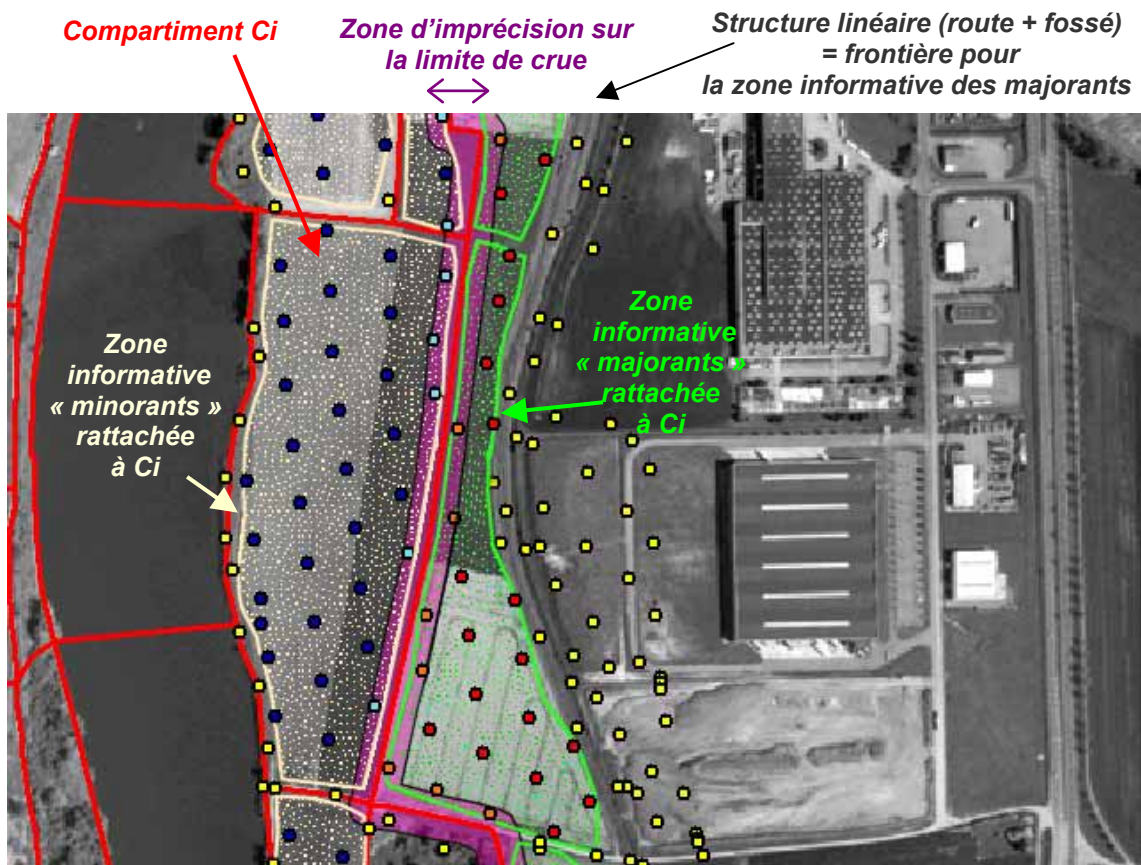 Compartiment Ci
Zone d’imprécision sur
la limite de crue
Structure linéaire (route + fossé)
= frontière pour
la zone informative des majorants
Zone
informative
« minorants »
rattachée
à Ci
Zone
informative
« majorants »
rattachée
à Ci